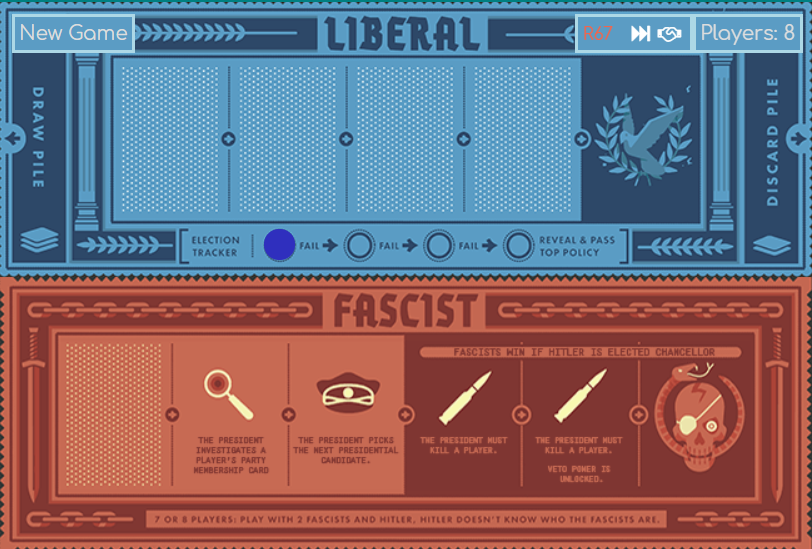 New Game
LIBERAL
R67
Players: 8
DRAW PILE
DISCARD PILE
ELECTION
TRACKER
FAIL
FAIL
FAIL
REVEAL & PASS
TOP POLICY
FASCIST
FASCISTS WIN IF HITLER IS ELECTED CHANCELLOR
THE PRESIDENT
INVESTIGATES A
PLAYER'S PARTY
MEMBERSHIP CARD
THE PRESIDENT PICKS
THE NEXT PRESIDENTIAL
CANDIDATE.
THE PRESIDENT MUST
KILL A PLAYER.
THE PRESIDENT MUST
KILL A PLAYER.
VETO POWER IS
UNLOCKED.
7 OR 8 PLAYERS: PLAY WITH 2 FASCISTS AND HITLER, HITLER DOESN'T KNOW WHO THE FASCISTS ARE.